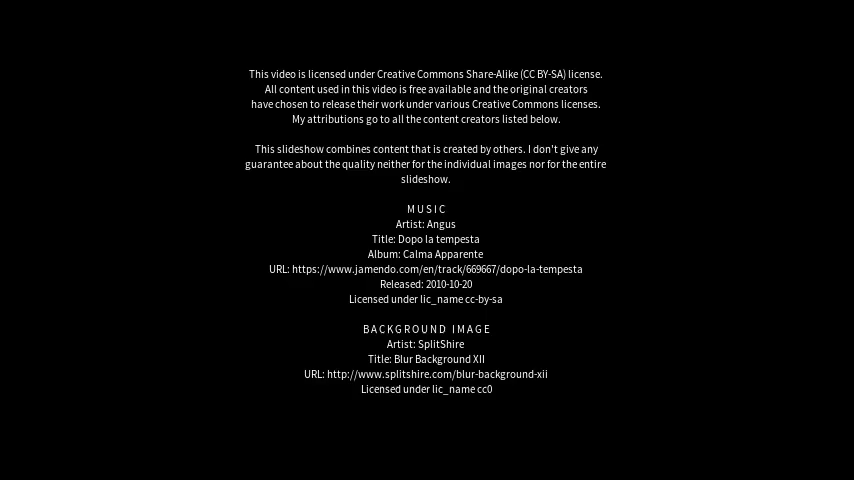 This video is licensed under Creative Commons Share-Alike (CC BY-SA) license.
All content used in this video is free available and the original creators
have chosen to release their work under various Creative Commons licenses.
My attributions go to all the content creators listed below.
This slideshow combines content that is created by others. I don't give any
guarantee about the quality neither for the individual images nor for the entire
slideshow.
MUSIC
Artist: Angus
Title: Dopo la tempesta
Album: Calma Apparente
URL: https://www.jamendo.com/en/track/669667/dopo-la-tempesta
Released: 2010-10-20
Licensed under lic_name cc-by-sa
BACKGROUND IMAGE
Artist: SplitShire
Title: Blur Background XII
URL: http://www.splitshire.com/blur-background-xii
Licensed under lic_name cc0